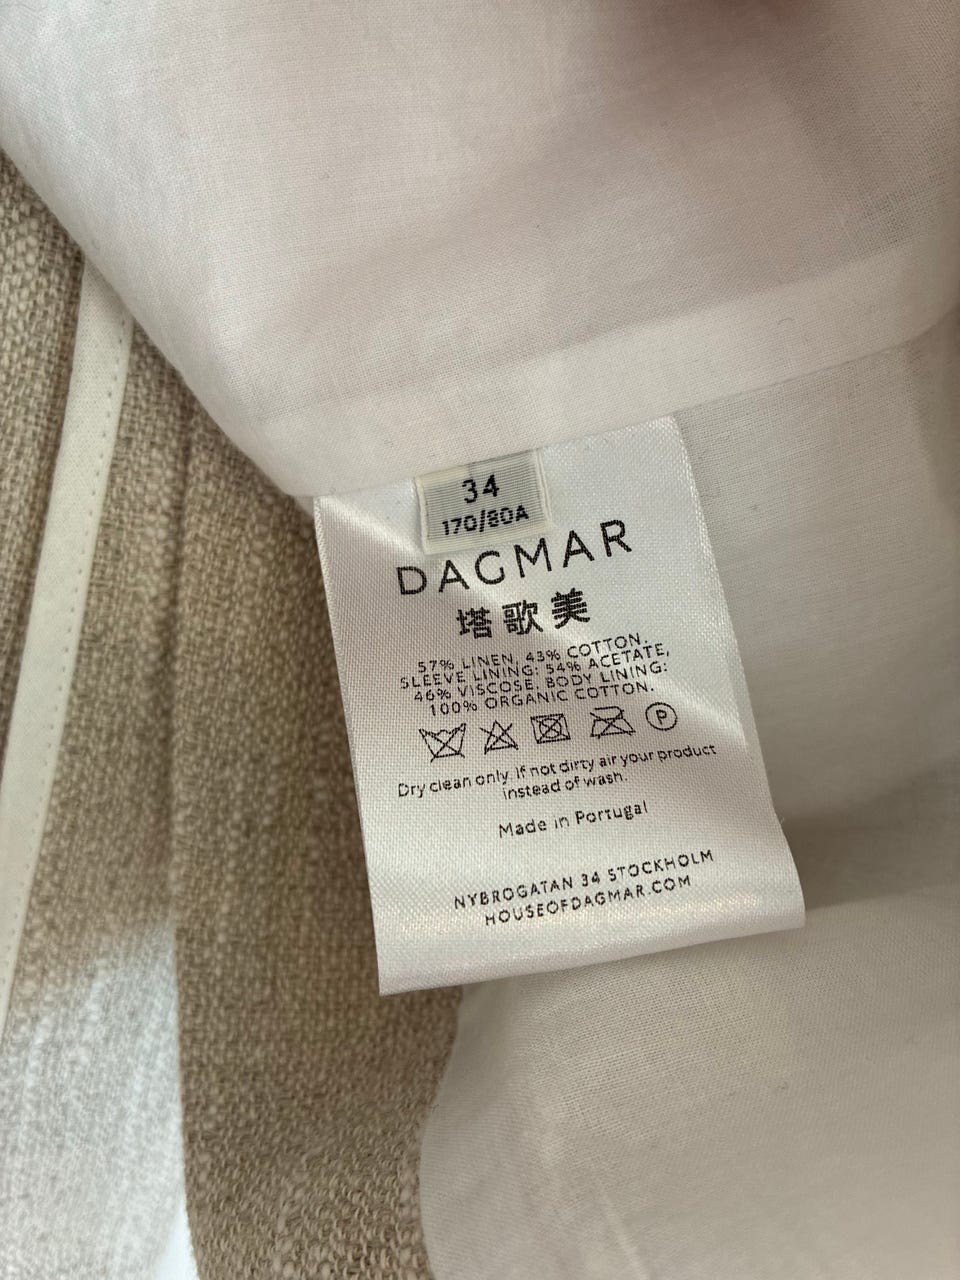 34
170/80A
DAGMAR
塔歌美
57% LINEN, 43% COTTON.
SLEEVE LINING: 54% ACETATE,
46% VISCOSE. BODY LINING:
100% ORGANIC COTTON.
P
Dry clean only. If not dirty air your product
instead of wash.
Made in Portugal
NYBROGATAN 34 STOCKHOLM
HOUSEOFDAGMAR.COM